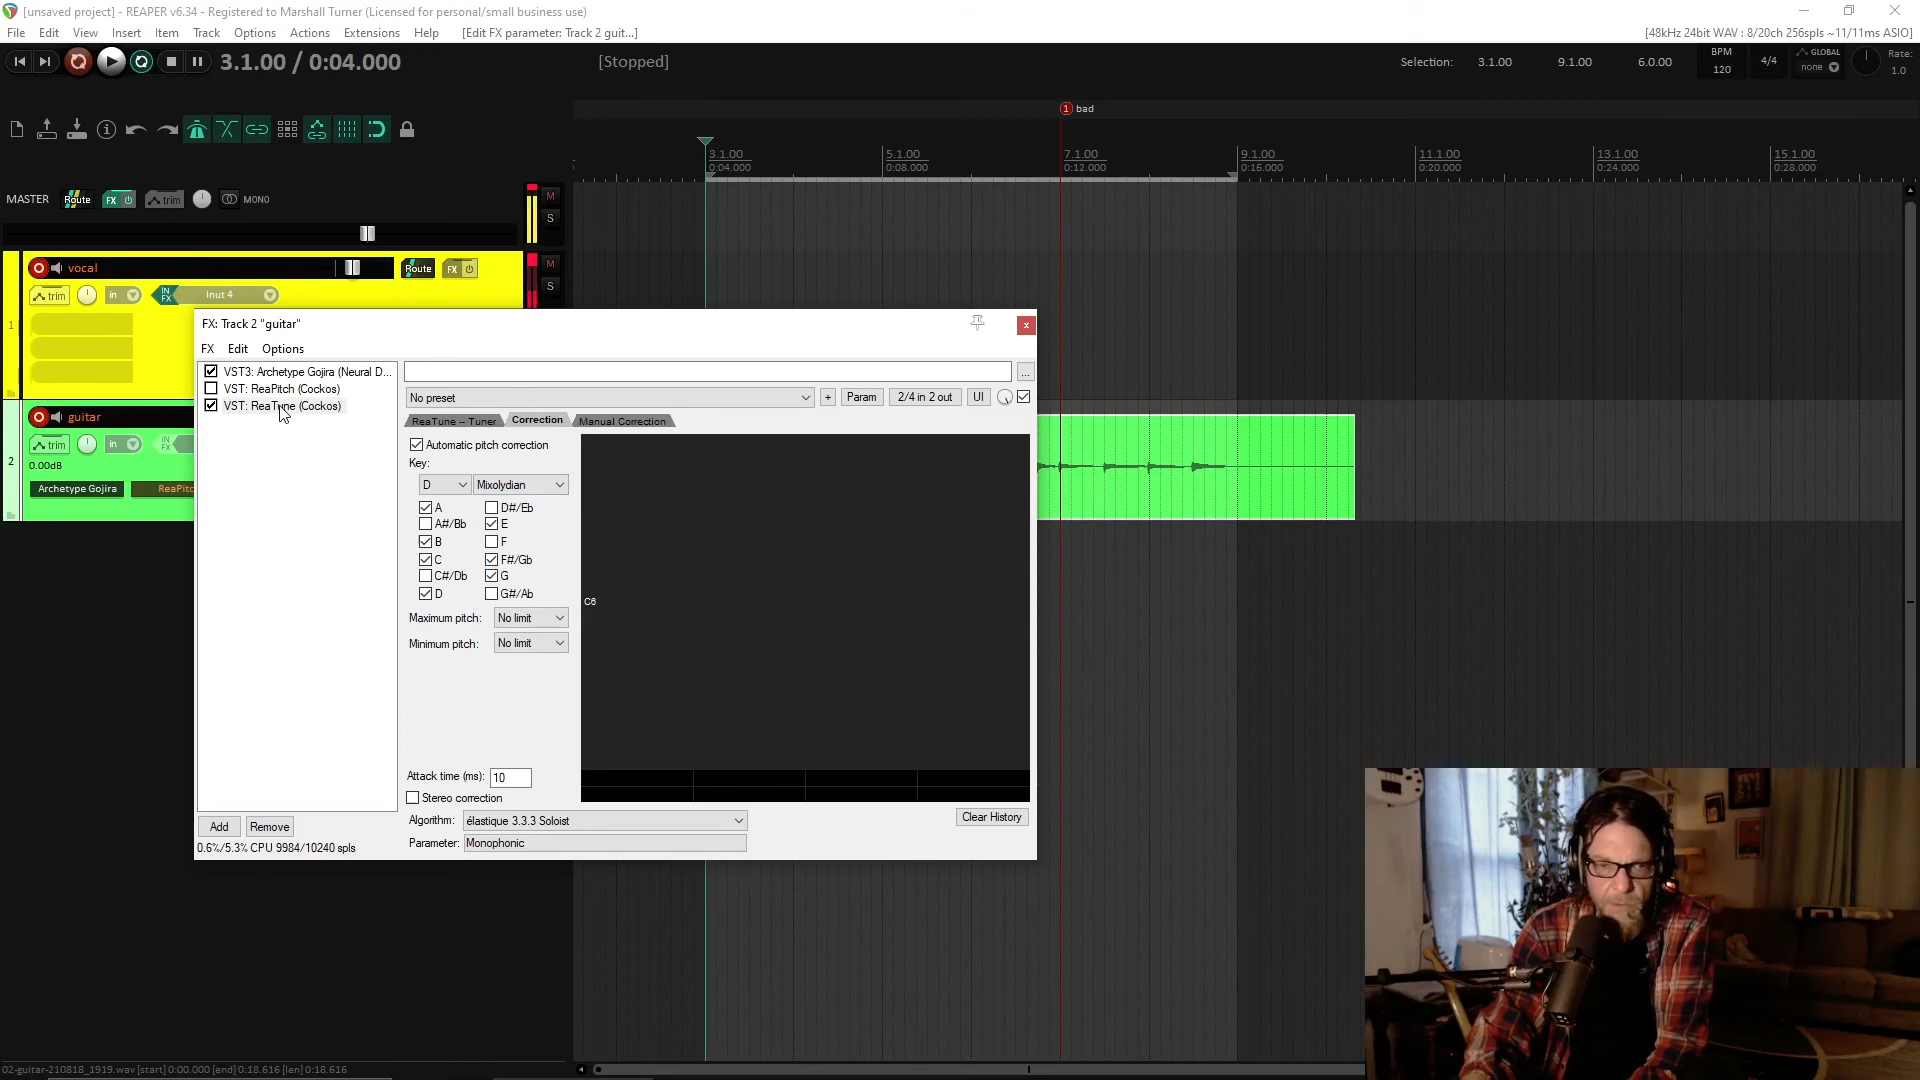 [unsaved project] - REAPER v6.34 - Registered to Marshall Turner (Licensed for personal/small business use)
File Edit View Insert Item Track Options Actions Extensions Help [Edit FX parameter: Track 2 guit...]
[48kHz 24bit WAV : 8/20ch 256spls ~11/11ms ASIO]
3.1.00 / 0:04.000
[Stopped]
Selection: 3.1.00 9.1.00 6.0.00
BPM
120
4/4
GLOBAL
none
Rate:
1.0
1 bad
3.1.00 5.1.00 7.1.00 9.1.00 11.1.00 13.1.00 15.1.00
0:04.000 0:08.000 0:12.000 0:16.000 0:20.000 0:24.000 0:28.000
MASTER Route FX trim MONO
M
S
vocal Route FX
M
S
trim in IN FX Inut 4
1
guitar
trim in
0.00dB
2
Archetype Gojira ReaPitc
FX: Track 2 "guitar"
x
FX Edit Options
VST3: Archetype Gojira (Neural D...
VST: ReaPitch (Cockos)
VST: ReaTune (Cockos)
...
No preset + Param 2/4 in 2 out UI
ReaTune -- Tuner Correction Manual Correction
Automatic pitch correction
Key:
D Mixolydian
A D#/Eb
A#/Bb E
B F
C F#/Gb
C#/Db G
D G#/Ab
C6
Maximum pitch: No limit
Minimum pitch: No limit
Attack time (ms): 10
Stereo correction
Algorithm: élastique 3.3.3 Soloist
Clear History
Parameter: Monophonic
Add Remove
0.6%/5.3% CPU 9984/10240 spls
02-guitar-210818_1919.wav [start] 0:00.000 [end] 0:18.616 [len] 0:18.616